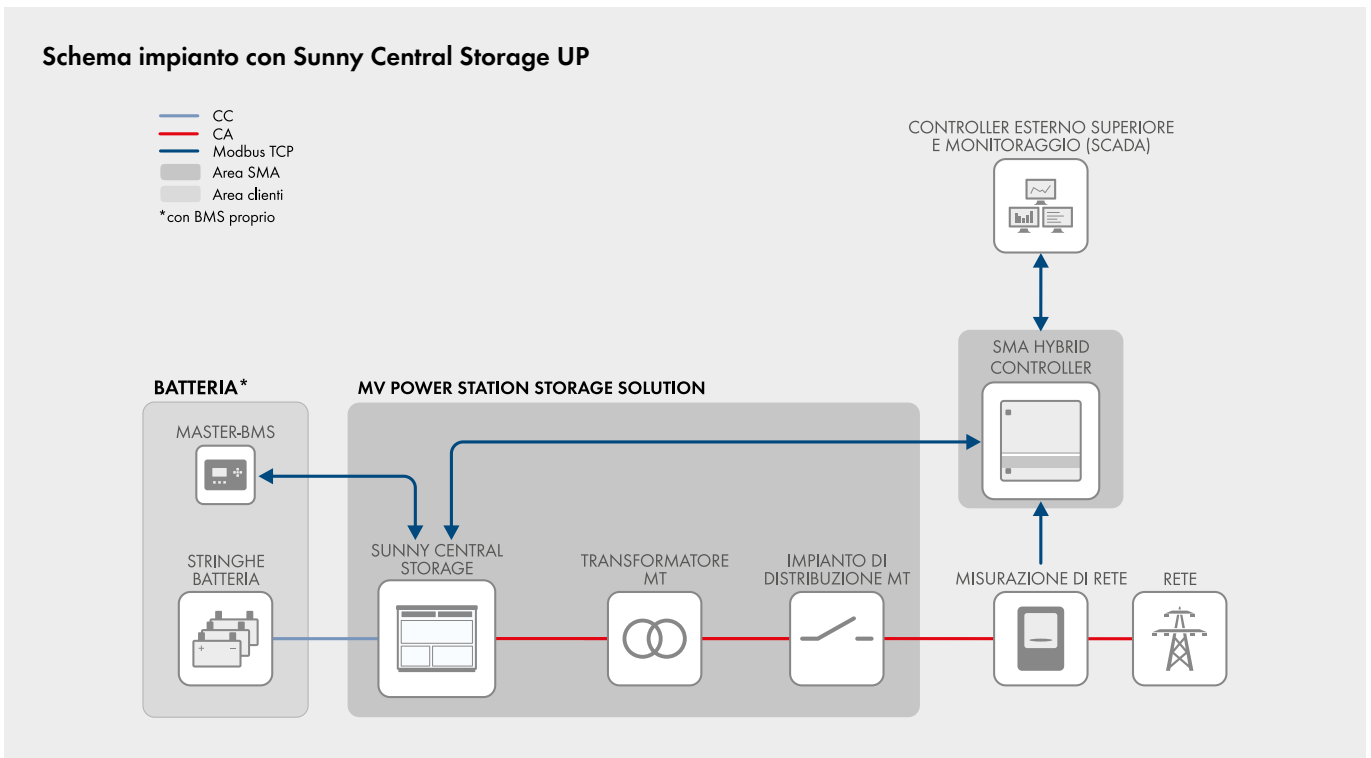 Schema impianto con Sunny Central Storage UP
CC
CA
Modbus TCP
Area SMA
Area clienti
*con BMS proprio
CONTROLLER ESTERNO SUPERIORE
E MONITORAGGIO (SCADA)
SMA HYBRID
CONTROLLER
BATTERIA*
MV POWER STATION STORAGE SOLUTION
MASTER-BMS
STRINGHE
BATTERIA
SUNNY CENTRAL
STORAGE
TRANSFORMATORE
MT
IMPIANTO DI
DISTRIBUZIONE MT
MISURAZIONE DI RETE
RETE